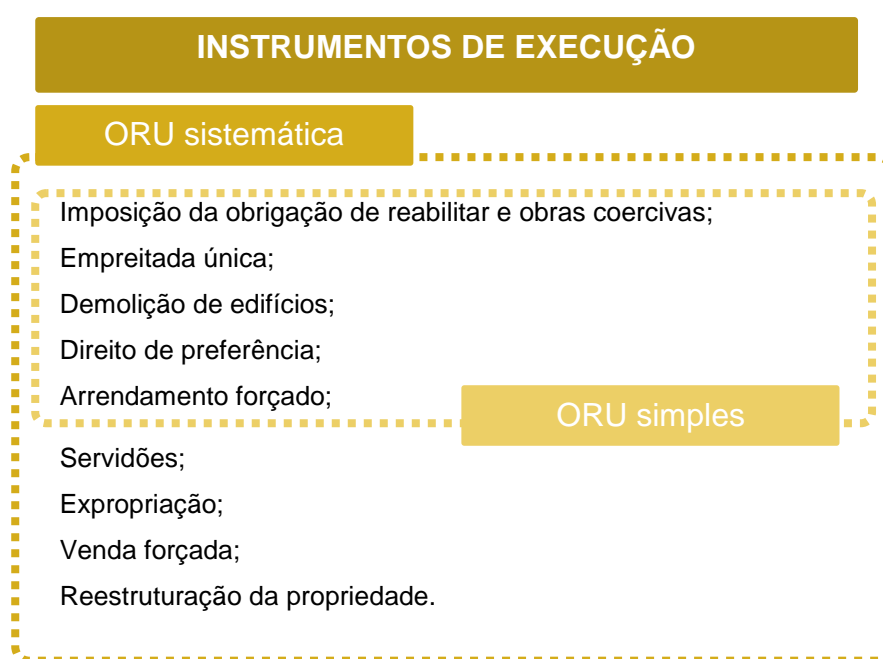 INSTRUMENTOS DE EXECUÇÃO
ORU sistemática
Imposição da obrigação de reabilitar e obras coercivas;
Empreitada única;
Demolição de edifícios;
Direito de preferência;
Arrendamento forçado;
ORU simples
Servidões;
Expropriação;
Venda forçada;
Reestruturação da propriedade.